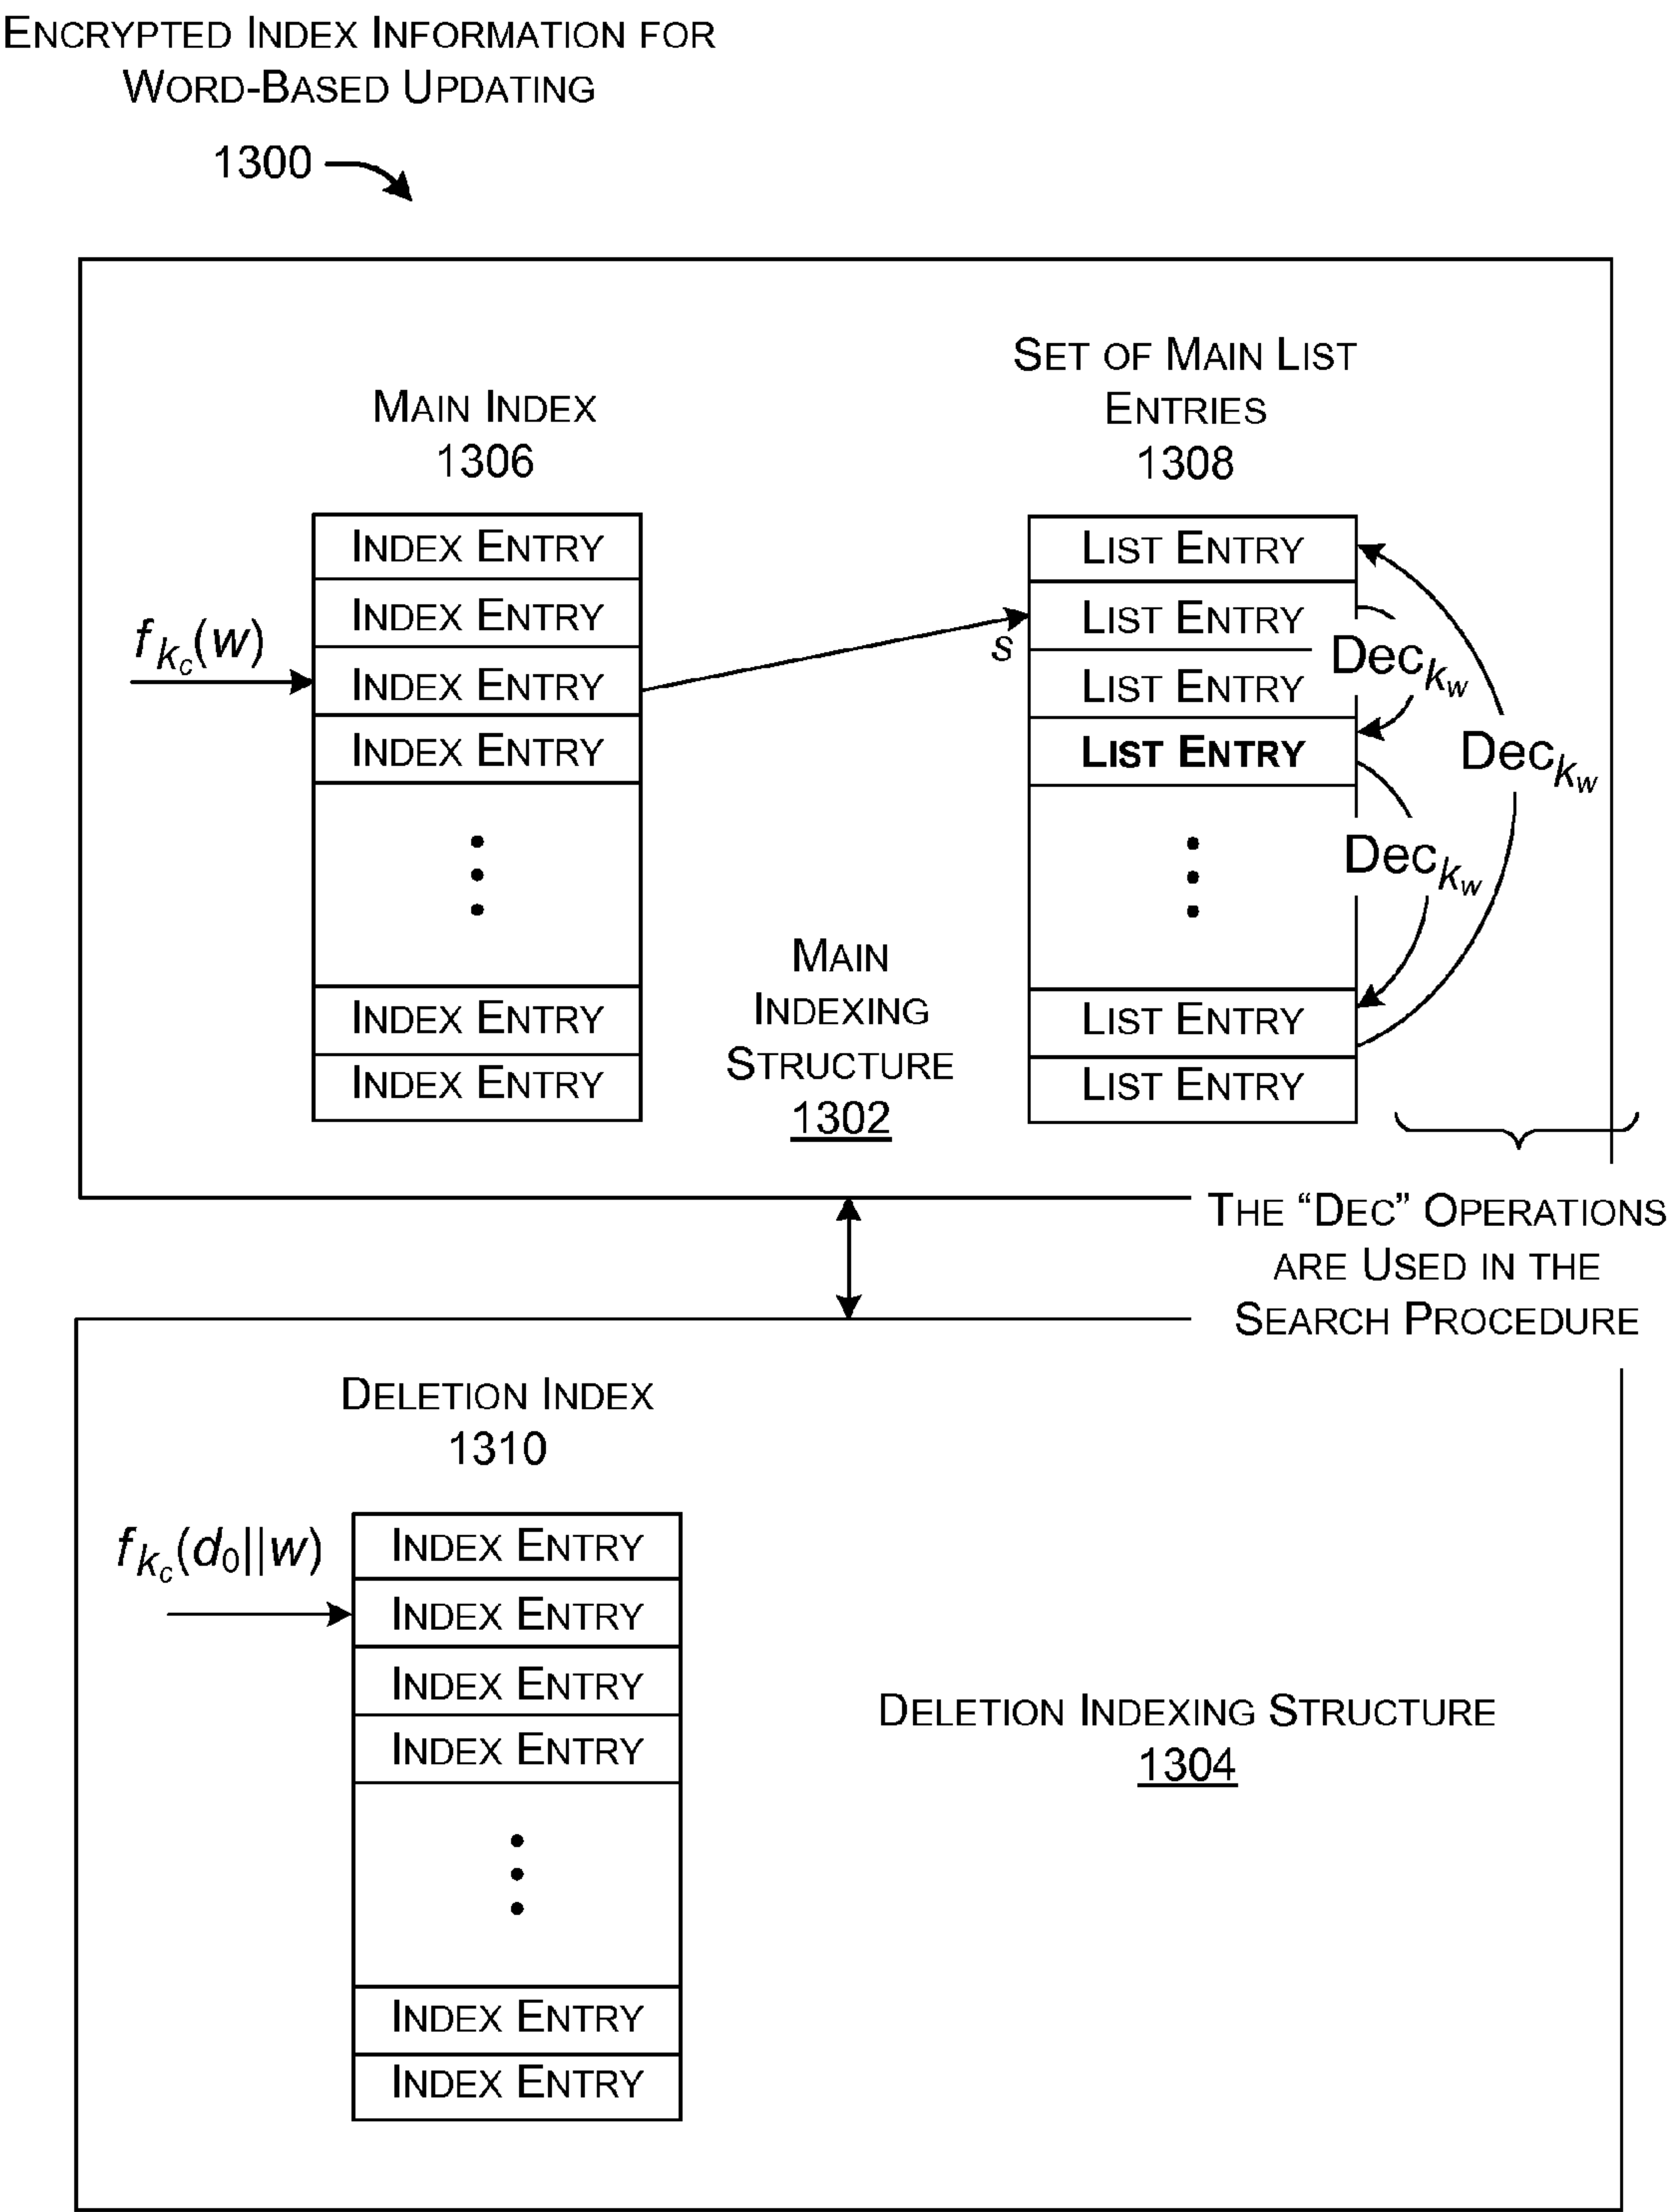 ENCRYPTED INDEX INFORMATION FOR
WORD-BASED UPDATING
1300
SET OF MAIN LIST
ENTRIES
1308
MAIN INDEX
1306
INDEX ENTRY
INDEX ENTRY
INDEX ENTRY
INDEX ENTRY
INDEX ENTRY
INDEX ENTRY
f_{k_c}(w)
s
LIST ENTRY
LIST ENTRY
LIST ENTRY
LIST ENTRY
LIST ENTRY
LIST ENTRY
Dec_{k_w}
Dec_{k_w}
Dec_{k_w}
MAIN
INDEXING
STRUCTURE
1302
THE “DEC” OPERATIONS
ARE USED IN THE
SEARCH PROCEDURE
DELETION INDEX
1310
f_{k_c}(d_0||w)
INDEX ENTRY
INDEX ENTRY
INDEX ENTRY
INDEX ENTRY
INDEX ENTRY
INDEX ENTRY
DELETION INDEXING STRUCTURE
1304